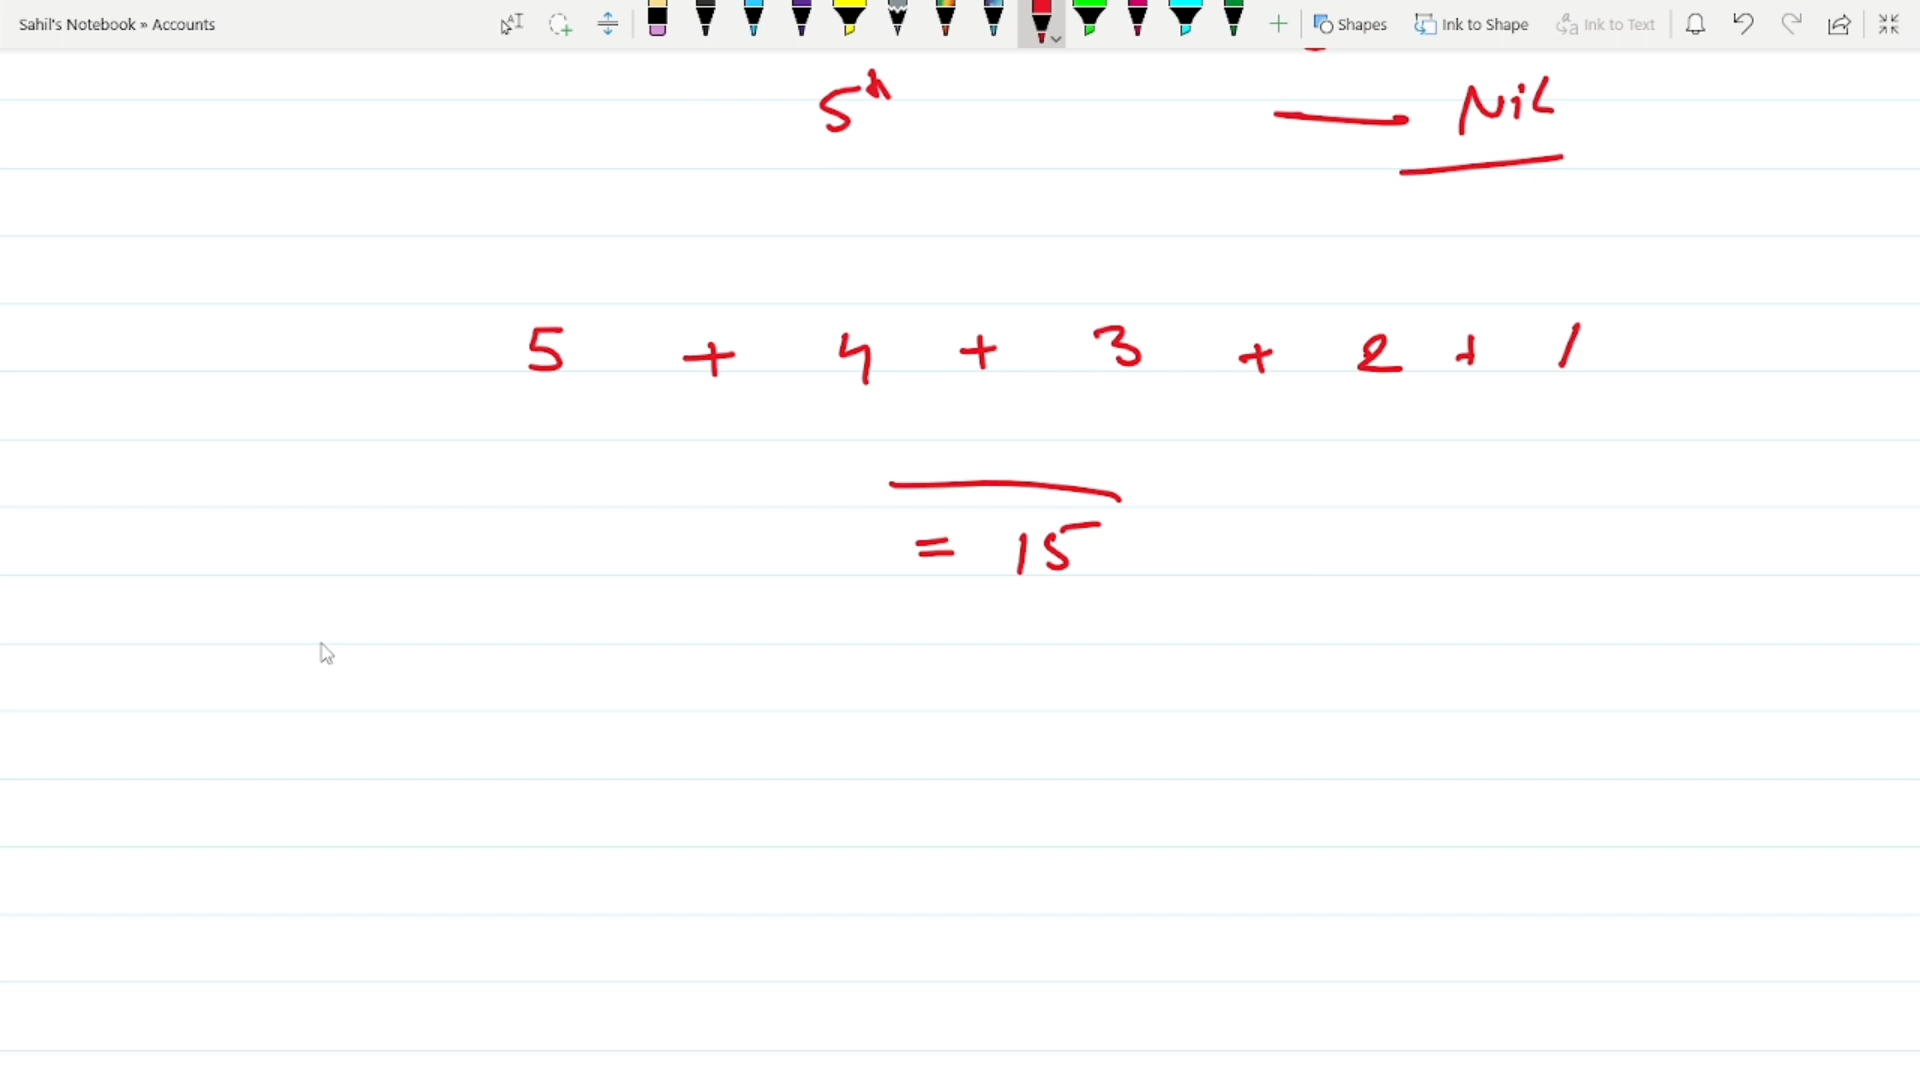 Sahil's Notebook » Accounts
Shapes
Ink to Shape
Ink to Text
5th — Nil
5 + 4 + 3 + 2 + 1
= 15